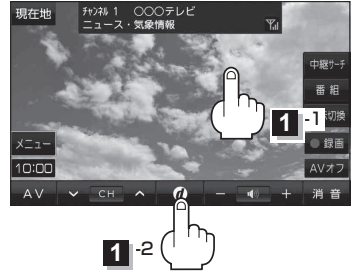 現在地
チャンネル 1 ○○○テレビ
ニュース・気象情報
中継サーチ
番組
切換
1 -1
録画
メニュー
10:00
AVオフ
AV
CH
d
−
+
消音
1 -2